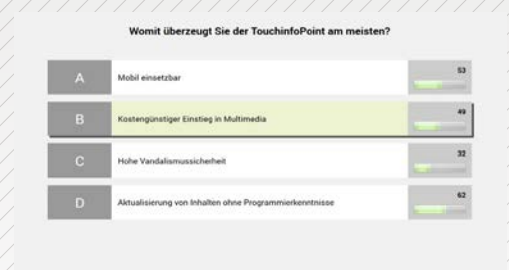 Womit überzeugt Sie der TouchinfoPoint am meisten?
A
Mobil einsetzbar
53
B
Kostengünstiger Einstieg in Multimedia
49
C
Hohe Vandalismussicherheit
32
D
Aktualisierung von Inhalten ohne Programmierkenntnisse
62